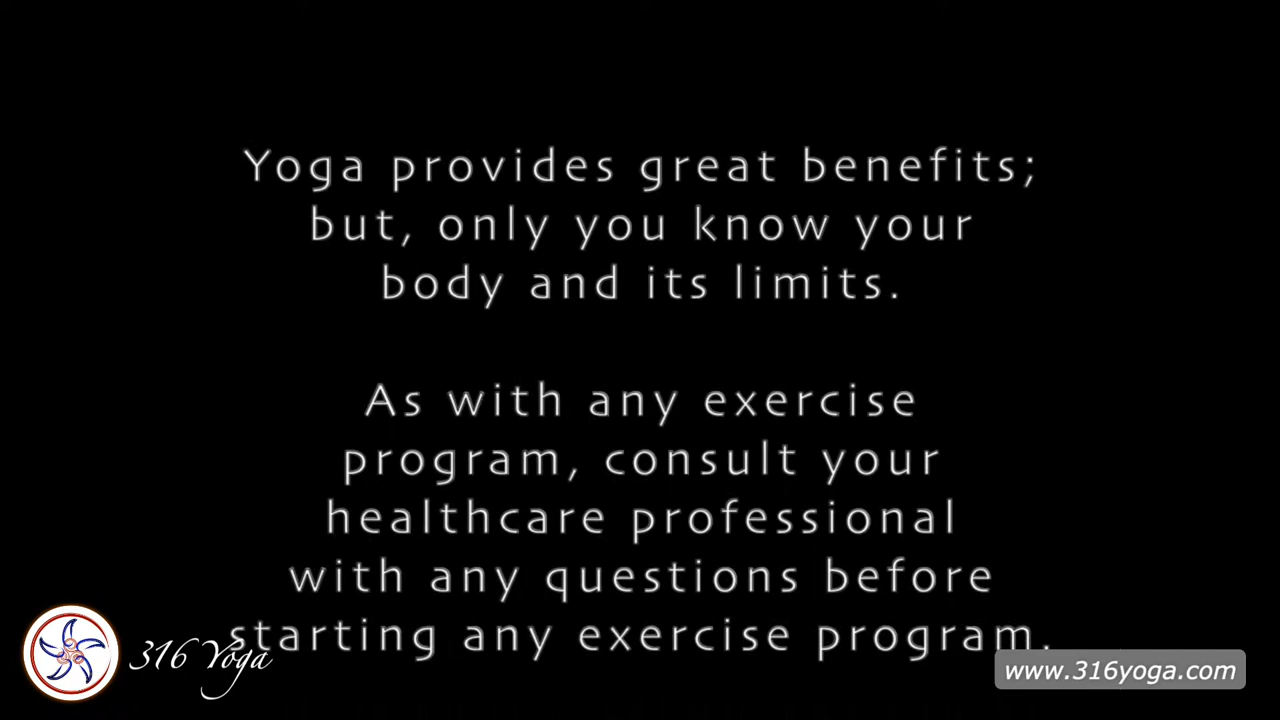 Yoga provides great benefits;
but, only you know your
body and its limits.
As with any exercise
program, consult your
healthcare professional
with any questions before
starting any exercise program.
316 Yoga
www.316yoga.com